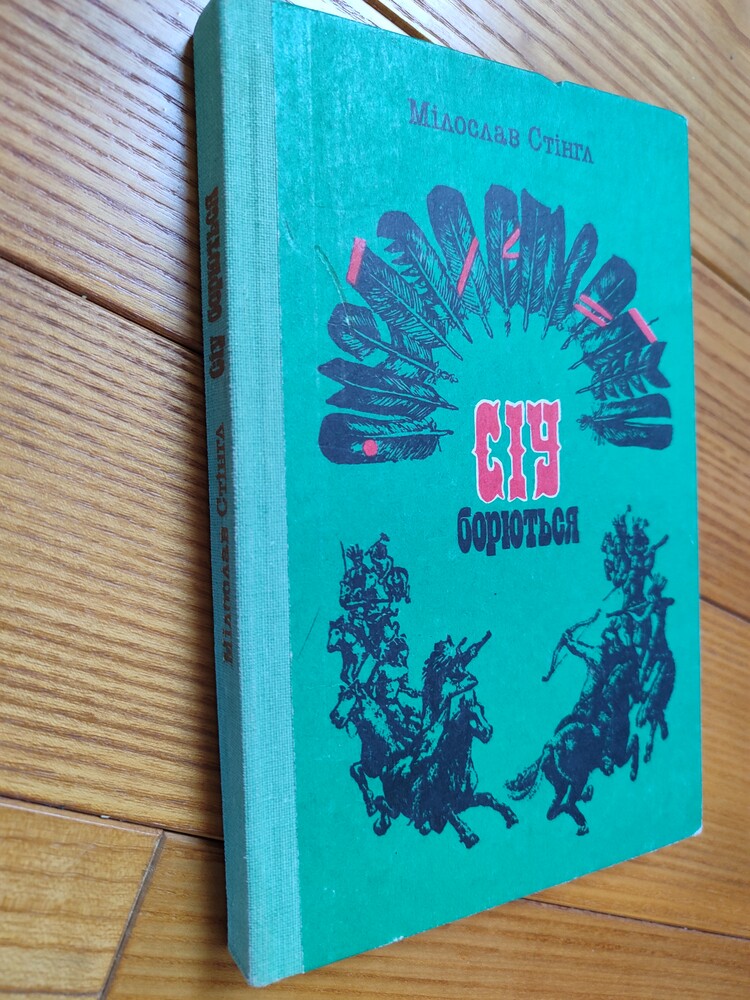 Мілослав Стінгл
СІУ
борються
Мілослав Стінгл Сіу борються